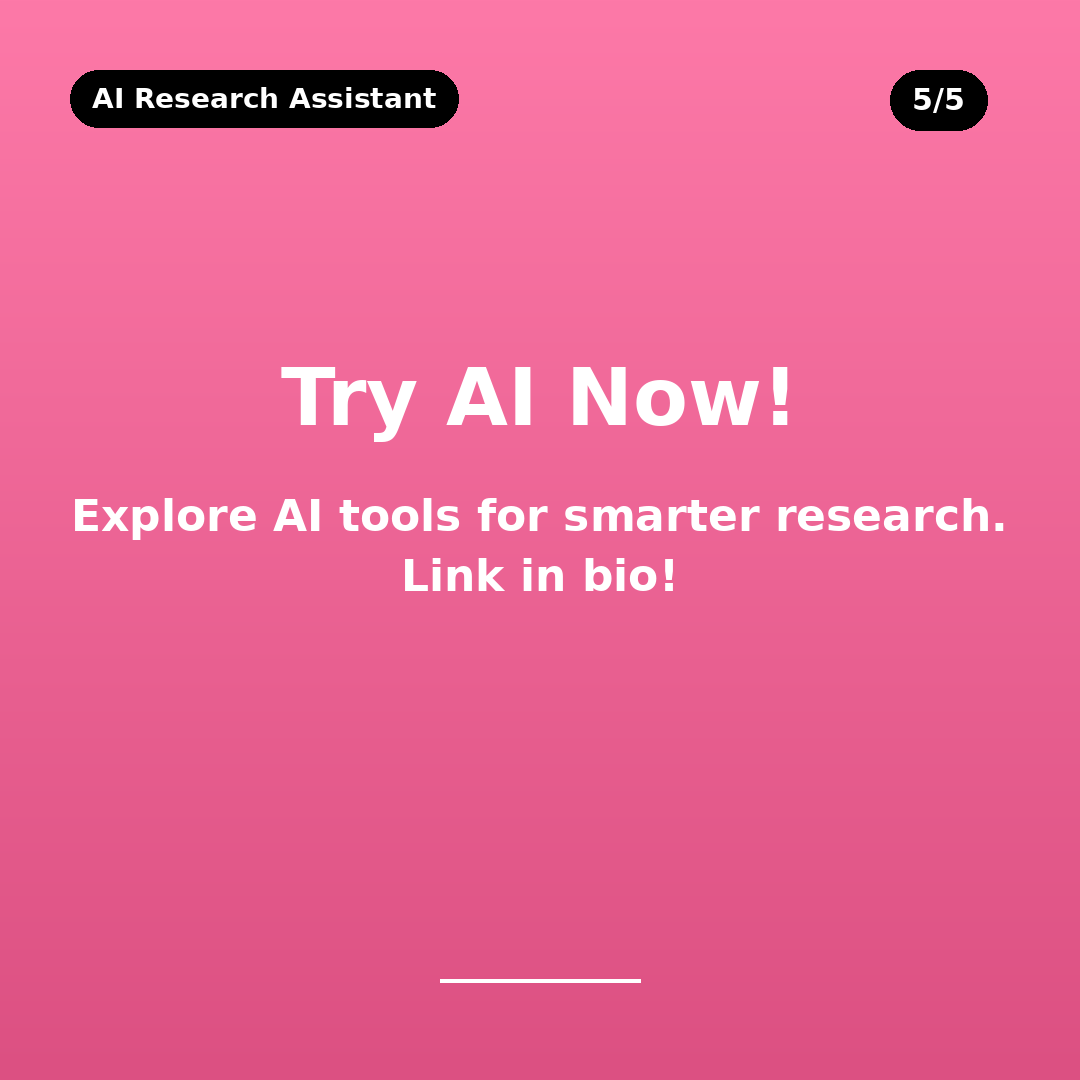 AI Research Assistant
5/5
Try AI Now!
Explore AI tools for smarter research.
Link in bio!